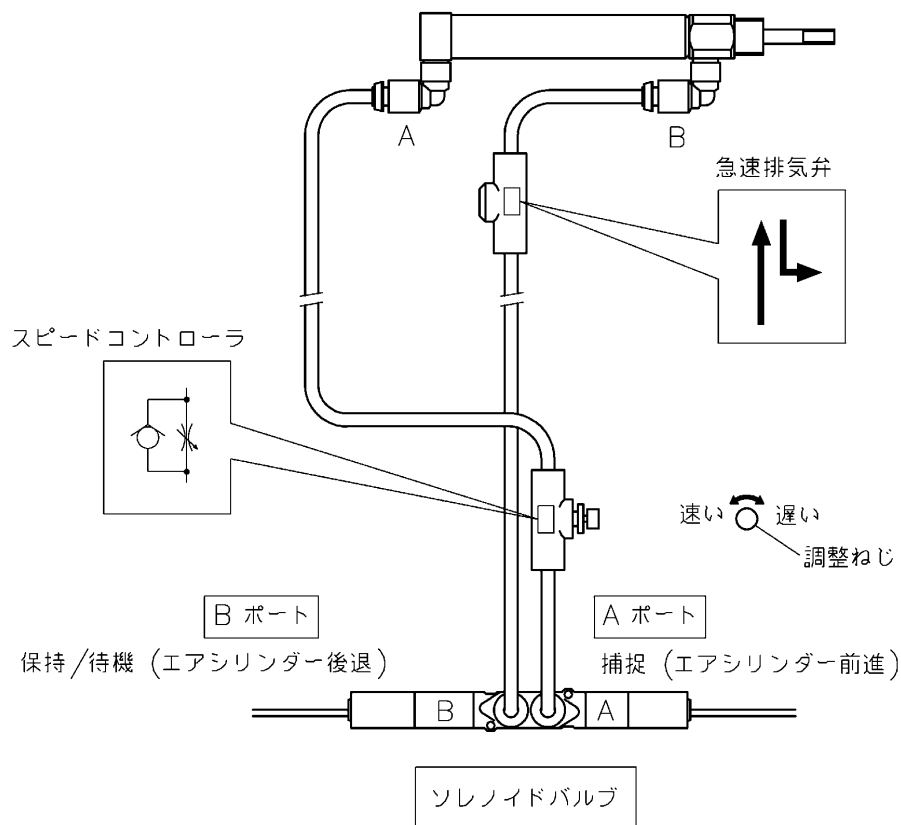 A
B
急速排気弁
スピードコントローラ
速い 遅い
調整ねじ
B ポート
A ポート
保持/待機 (エアシリンダー後退)
捕捉 (エアシリンダー前進)
B
A
ソレノイドバルブ